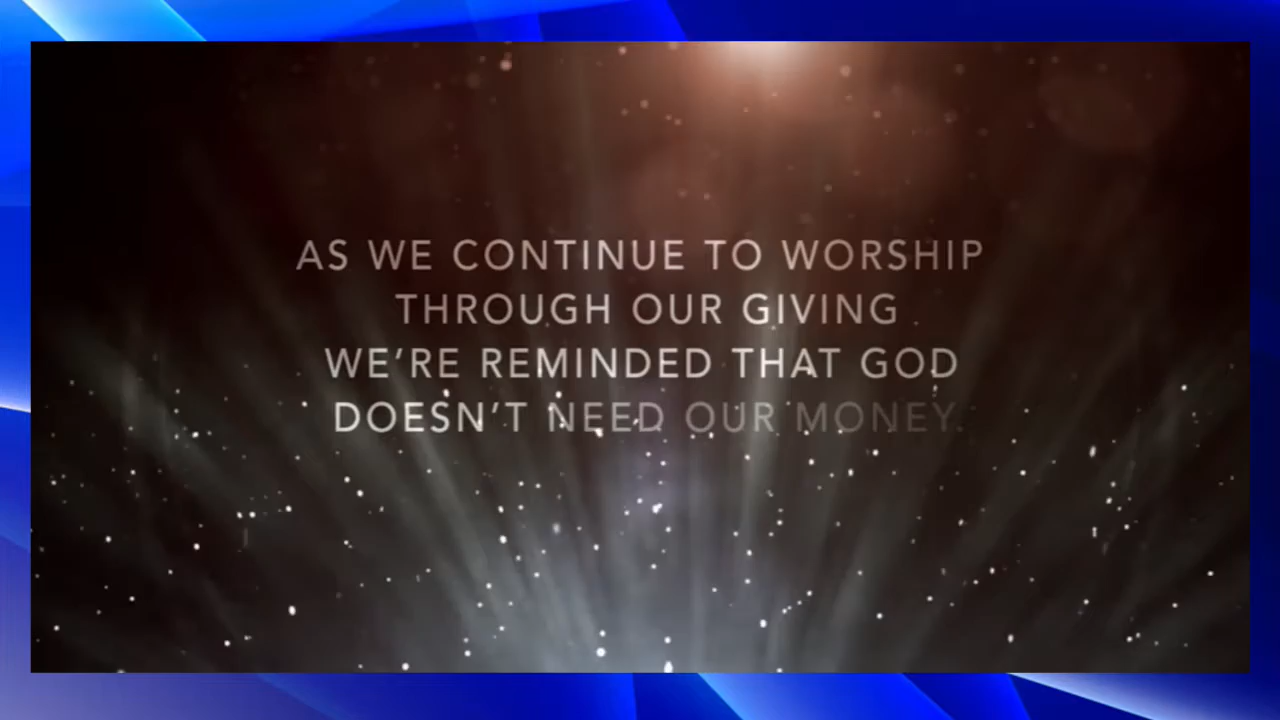 AS WE CONTINUE TO WORSHIP
THROUGH OUR GIVING
WE’RE REMINDED THAT GOD
DOESN’T NEED OUR MONEY.